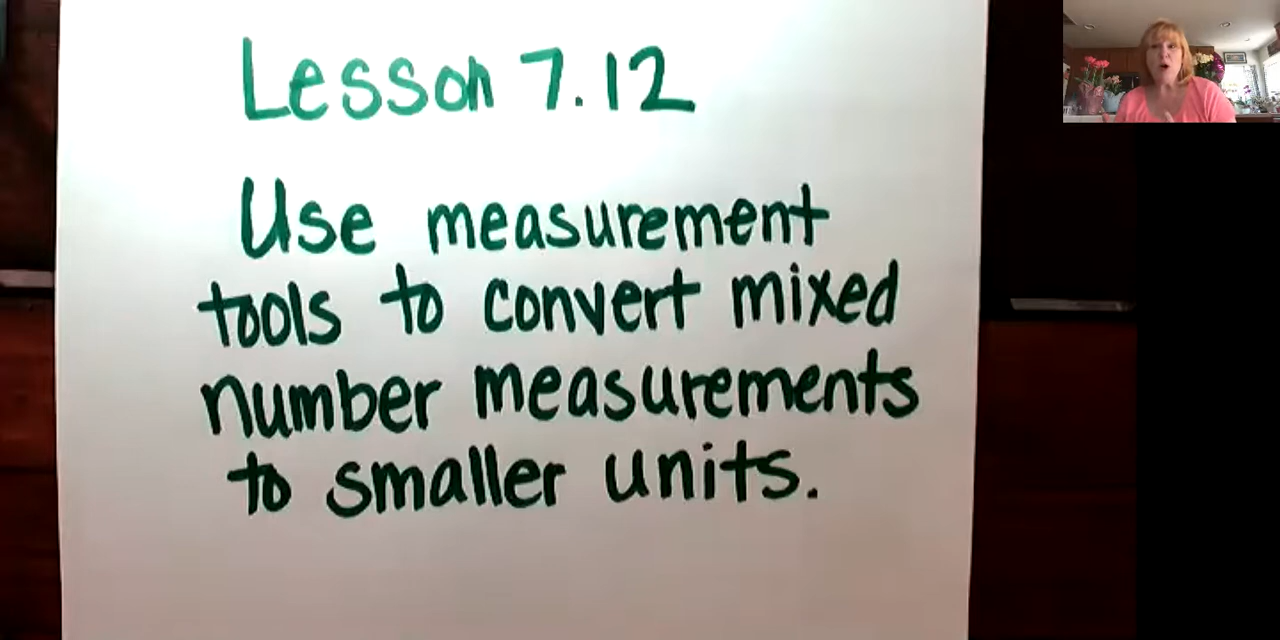 Lesson 7.12
Use measurement
tools to convert mixed
number measurements
to smaller units.